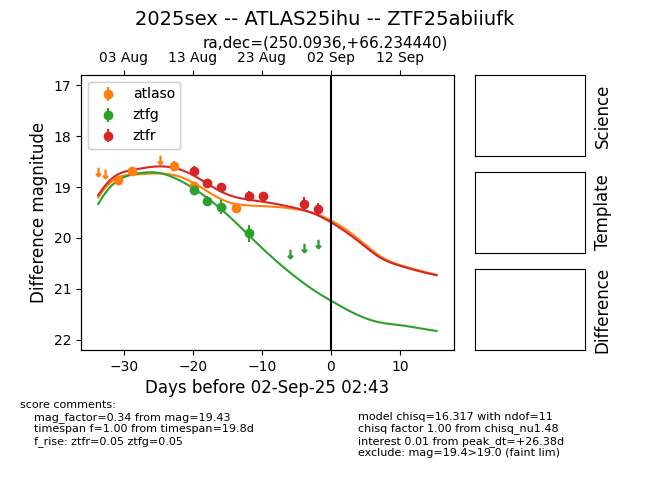 2025sex -- ATLAS25ihu -- ZTF25abiiufk
ra,dec=(250.0936,+66.234440)
03 Aug 13 Aug 23 Aug 02 Sep 12 Sep
atlaso
ztfg
ztfr
17
18
19
20
21
22
Difference magnitude
−30 −20 −10 0 10
Days before 02-Sep-25 02:43
Science
Template
Difference
score comments:
mag_factor=0.34 from mag=19.43
timespan f=1.00 from timespan=19.8d
f_rise: ztfr=0.05 ztfg=0.05
model chisq=16.317 with ndof=11
chisq factor 1.00 from chisq_nu1.48
interest 0.01 from peak_dt=+26.38d
exclude: mag=19.4>19.0 (faint lim)